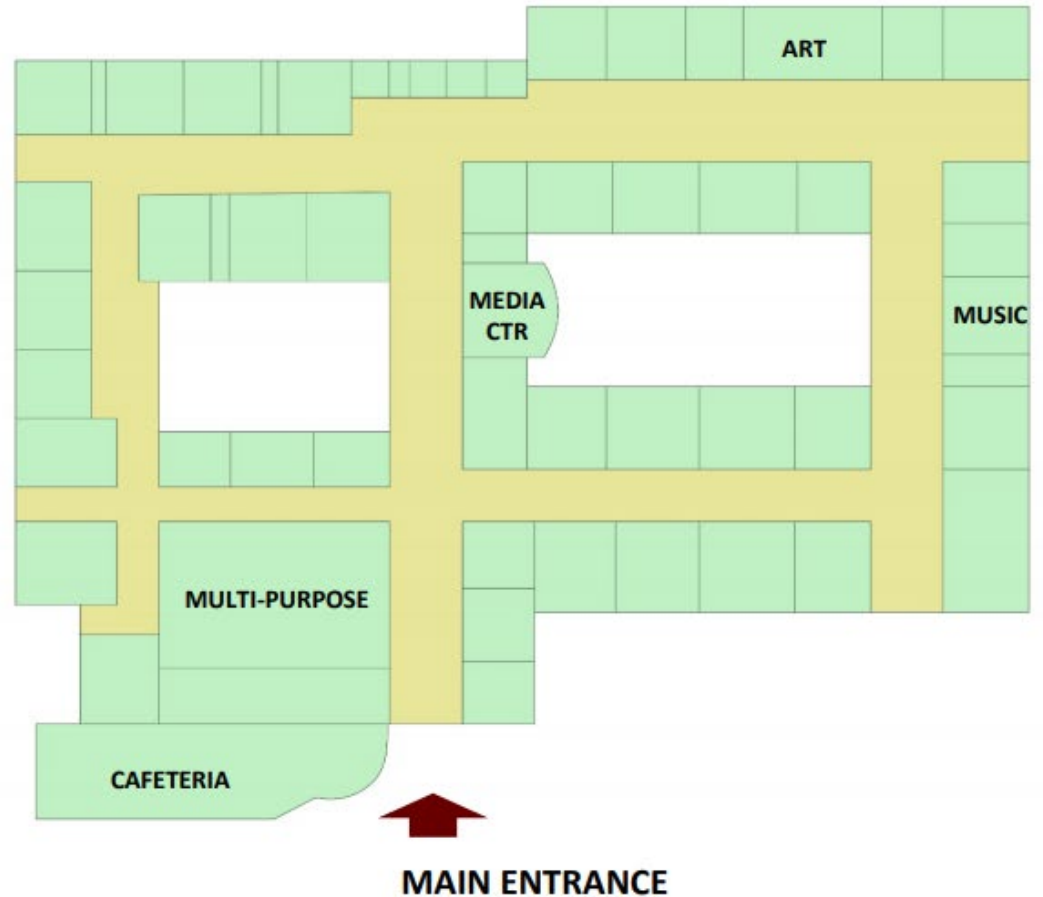 ART
MEDIA
CTR
MUSIC
MULTI-PURPOSE
CAFETERIA
MAIN ENTRANCE